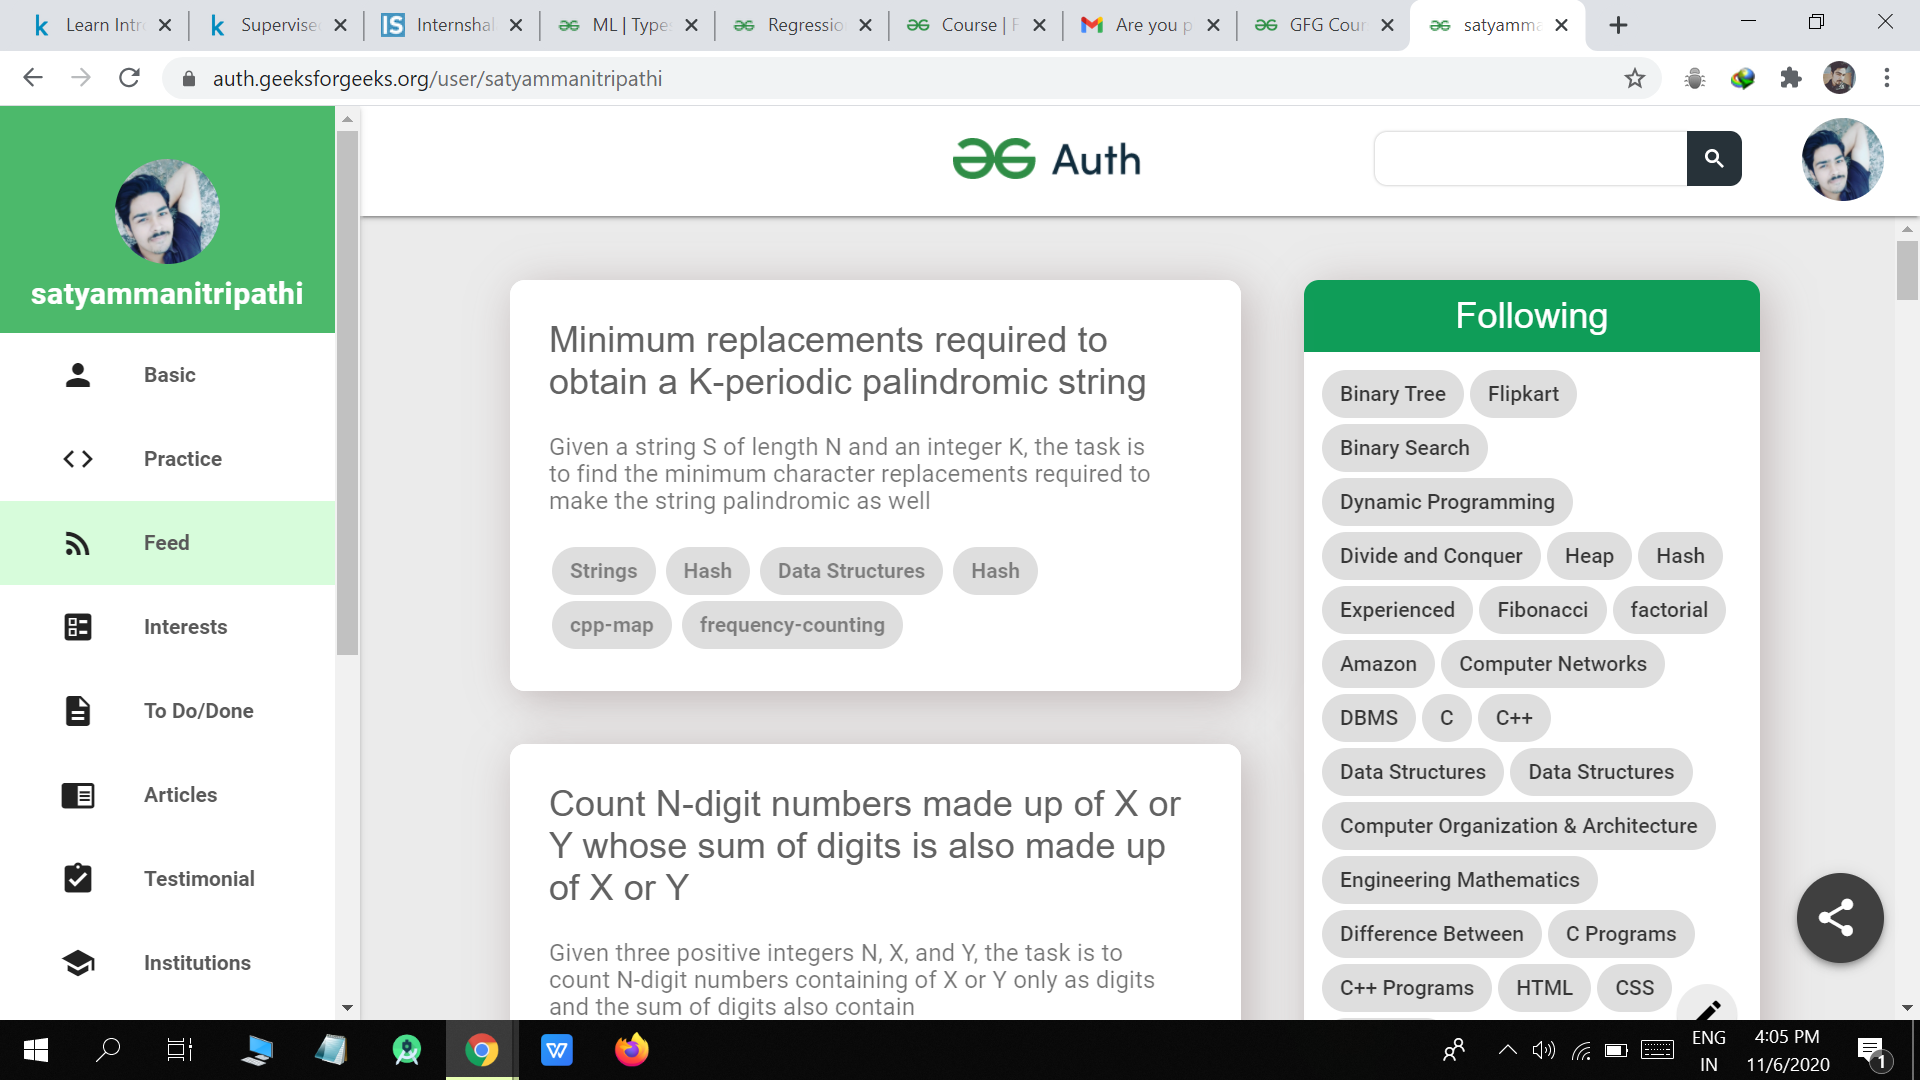 Learn Intr
Supervise
Internshal
ML | Type
Regressio
Course | F
Are you p
GFG Cour
satyamma
auth.geeksforgeeks.org/user/satyammanitripathi
satyammanitripathi
Basic
Practice
Feed
Interests
To Do/Done
Articles
Testimonial
Institutions
Auth
Minimum replacements required to
obtain a K-periodic palindromic string
Given a string S of length N and an integer K, the task is
to find the minimum character replacements required to
make the string palindromic as well
Strings Hash Data Structures Hash
cpp-map frequency-counting
Count N-digit numbers made up of X or
Y whose sum of digits is also made up
of X or Y
Given three positive integers N, X, and Y, the task is to
count N-digit numbers containing of X or Y only as digits
and the sum of digits also contain
Following
Binary Tree Flipkart
Binary Search
Dynamic Programming
Divide and Conquer Heap Hash
Experienced Fibonacci factorial
Amazon Computer Networks
DBMS C C++
Data Structures Data Structures
Computer Organization & Architecture
Engineering Mathematics
Difference Between C Programs
C++ Programs HTML CSS
ENG
IN
4:05 PM
11/6/2020
1